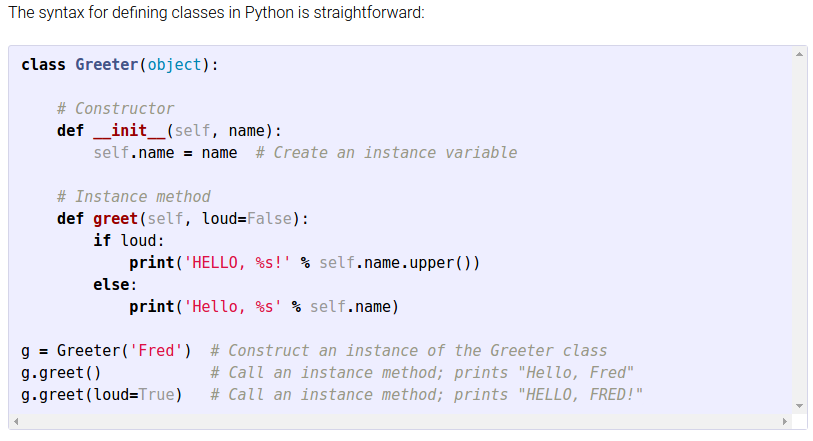 The syntax for defining classes in Python is straightforward:
class Greeter(object):
    # Constructor
    def __init__(self, name):
        self.name = name  # Create an instance variable
    # Instance method
    def greet(self, loud=False):
        if loud:
            print('HELLO, %s!' % self.name.upper())
        else:
            print('Hello, %s' % self.name)
g = Greeter('Fred')  # Construct an instance of the Greeter class
g.greet()            # Call an instance method; prints "Hello, Fred"
g.greet(loud=True)   # Call an instance method; prints "HELLO, FRED!"